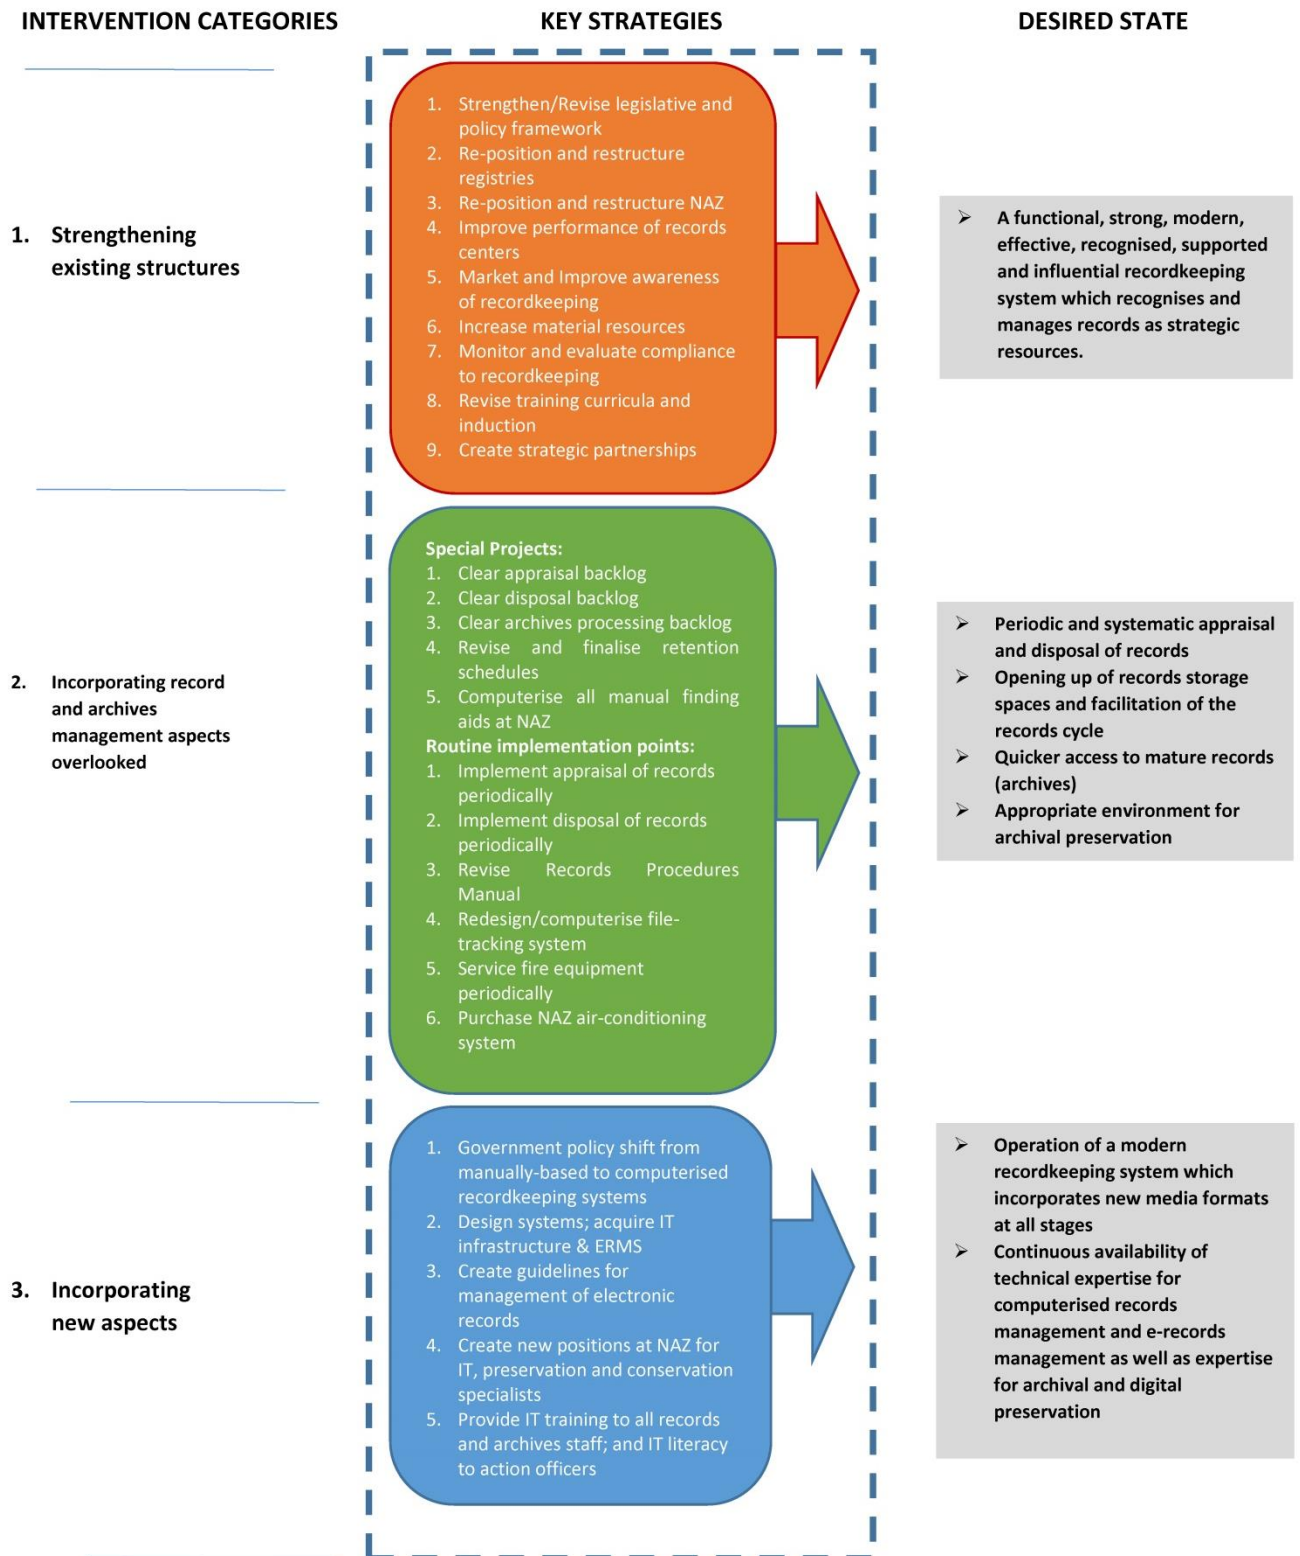 INTERVENTION CATEGORIES
KEY STRATEGIES
DESIRED STATE
1. Strengthening
existing structures
1. Strengthen/Revise legislative and
policy framework
2. Re-position and restructure
registries
3. Re-position and restructure NAZ
4. Improve performance of records
centers
5. Market and Improve awareness
of recordkeeping
6. Increase material resources
7. Monitor and evaluate compliance
to recordkeeping
8. Revise training curricula and
induction
9. Create strategic partnerships
➢ A functional, strong, modern,
effective, recognised, supported
and influential recordkeeping
system which recognises and
manages records as strategic
resources.
2. Incorporating record
and archives
management aspects
overlooked
Special Projects:
1. Clear appraisal backlog
2. Clear disposal backlog
3. Clear archives processing backlog
4. Revise and finalise retention
schedules
5. Computerise all manual finding
aids at NAZ
Routine implementation points:
1. Implement appraisal of records
periodically
2. Implement disposal of records
periodically
3. Revise Records Procedures
Manual
4. Redesign/computerise file-
tracking system
5. Service fire equipment
periodically
6. Purchase NAZ air-conditioning
system
➢ Periodic and systematic appraisal
and disposal of records
➢ Opening up of records storage
spaces and facilitation of the
records cycle
➢ Quicker access to mature records
(archives)
➢ Appropriate environment for
archival preservation
3. Incorporating
new aspects
1. Government policy shift from
manually-based to computerised
recordkeeping systems
2. Design systems; acquire IT
infrastructure & ERMS
3. Create guidelines for
management of electronic
records
4. Create new positions at NAZ for
IT, preservation and conservation
specialists
5. Provide IT training to all records
and archives staff; and IT literacy
to action officers
➢ Operation of a modern
recordkeeping system which
incorporates new media formats
at all stages
➢ Continuous availability of
technical expertise for
computerised records
management and e-records
management as well as expertise
for archival and digital
preservation